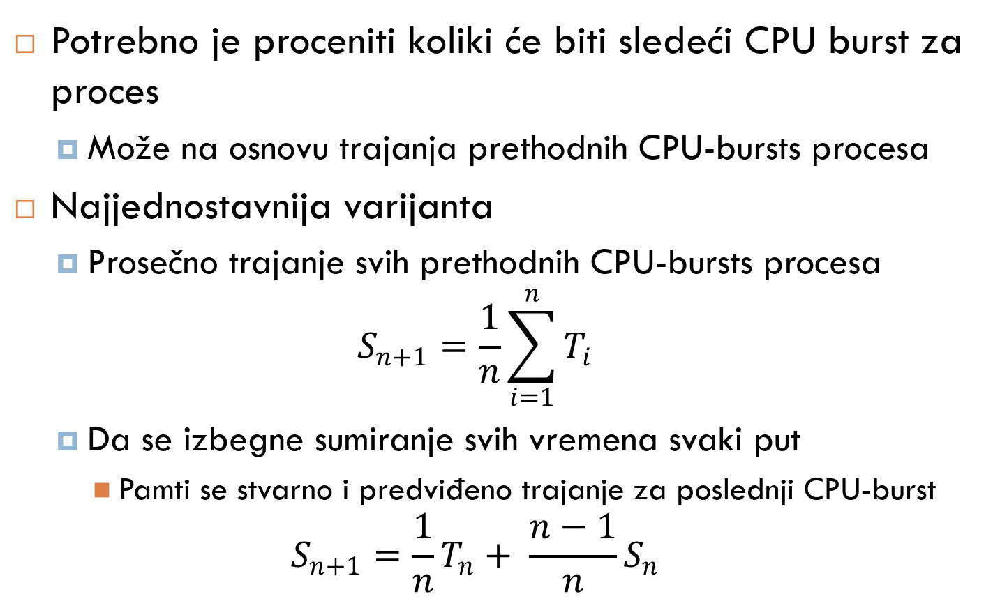 Potrebno je proceniti koliki će biti sledeći CPU burst za
proces
Može na osnovu trajanja prethodnih CPU-bursts procesa
Najjednostavnija varijanta
Prosečno trajanje svih prethodnih CPU-bursts procesa
$S_{n+1} = \frac{1}{n}\sum_{i=1}^{n} T_i$
Da se izbegne sumiranje svih vremena svaki put
Pamti se stvarno i predviđeno trajanje za poslednji CPU-burst
$S_{n+1} = \frac{1}{n}T_n + \frac{n-1}{n}S_n$